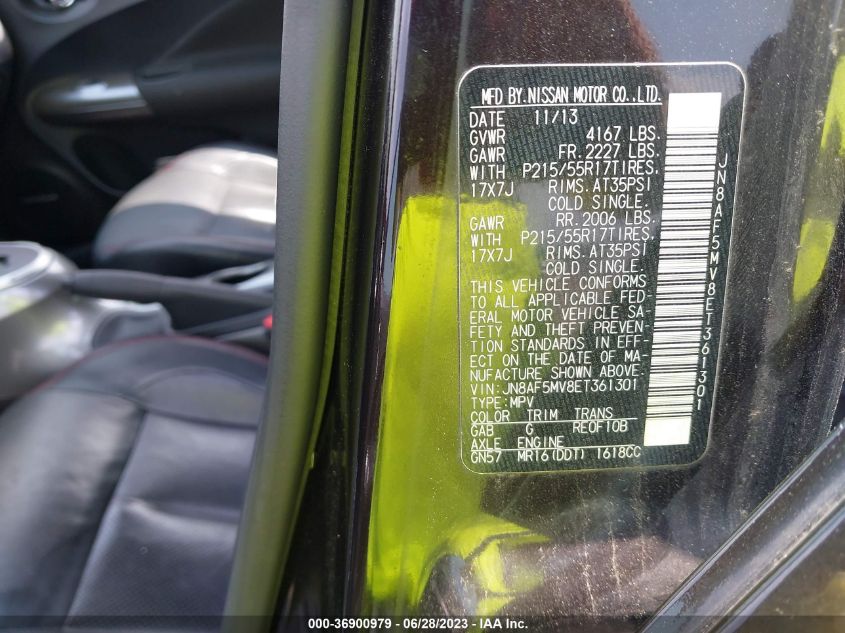 MFD BY NISSAN MOTOR CO.,LTD.
DATE 11/13
GVWR 4167 LBS.
GAWR FR. 2227 LBS.
WITH P215/55R17TIRES.
17X7J RIMS. AT35PSI
COLD SINGLE.
GAWR RR. 2006 LBS.
WITH P215/55R17TIRES.
17X7J RIMS. AT35PSI
COLD SINGLE.
THIS VEHICLE CONFORMS
TO ALL APPLICABLE FED-
ERAL MOTOR VEHICLE SA-
FETY AND THEFT PREVEN-
TION STANDARDS IN EFF-
ECT ON THE DATE OF MA-
NUFACTURE SHOWN ABOVE.
VIN: JN8AF5MV8ET361301
TYPE: MPV
COLOR TRIM TRANS
GAB G RE0F10B
AXLE ENGINE
GN57 MR16(DDT) 1618CC
JN8AF5MV8ET361301
000-36900979 / 06/28/2023 - IAA Inc.